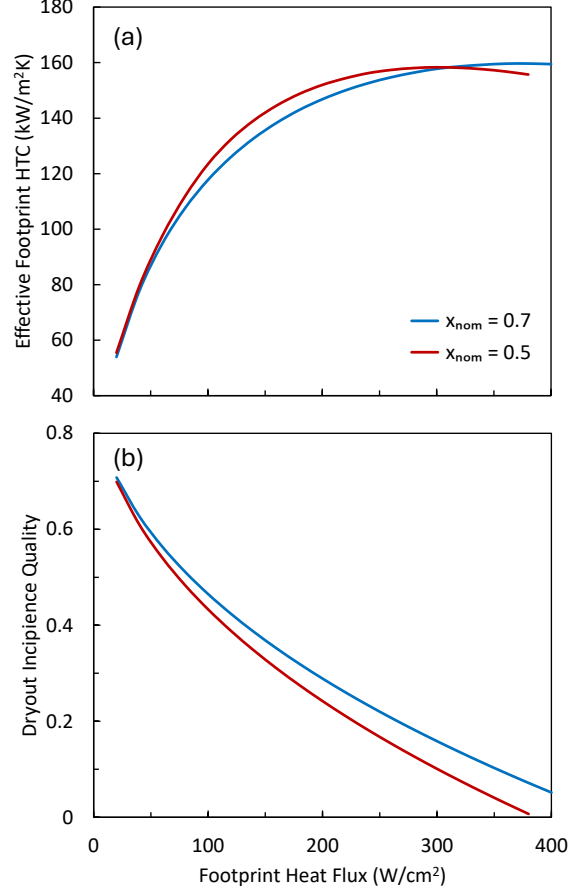 (a)
Effective Footprint HTC (kW/m²K)
160
140
120
100
80
60
40
180
xₙₒₘ = 0.7
xₙₒₘ = 0.5
(b)
Dryout Incipience Quality
0.8
0.6
0.4
0.2
0
0
100
200
300
400
Footprint Heat Flux (W/cm²)